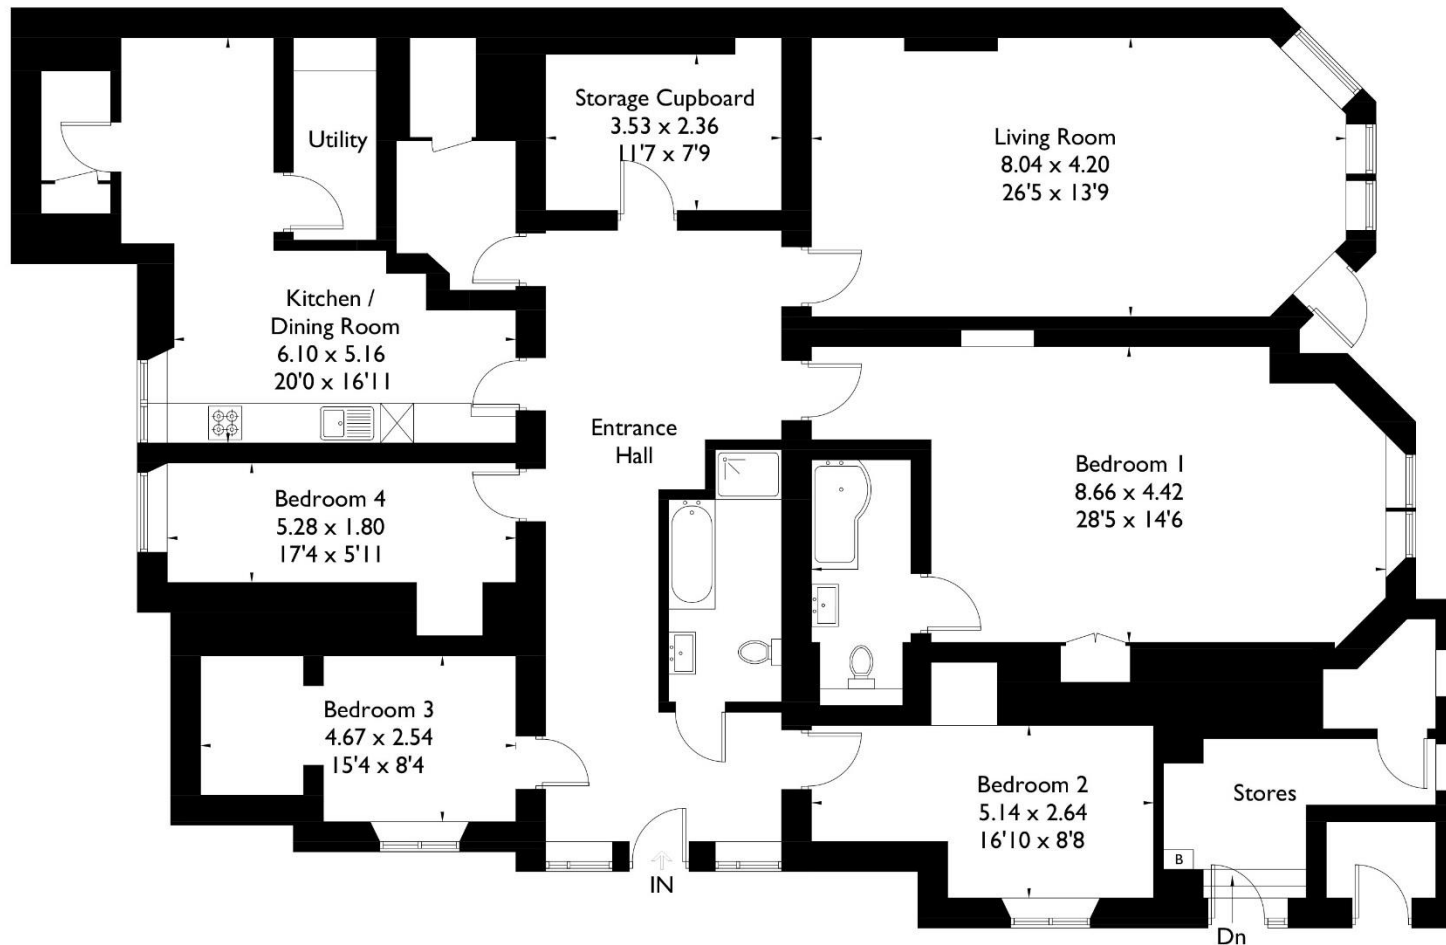 Storage Cupboard
3.53 x 2.36
11'7 x 7'9
Living Room
8.04 x 4.20
26'5 x 13'9
Utility
Kitchen /
Dining Room
6.10 x 5.16
20'0 x 16'11
Entrance
Hall
Bedroom 1
8.66 x 4.42
28'5 x 14'6
Bedroom 4
5.28 x 1.80
17'4 x 5'11
Bedroom 3
4.67 x 2.54
15'4 x 8'4
Bedroom 2
5.14 x 2.64
16'10 x 8'8
Stores
B
IN
Dn